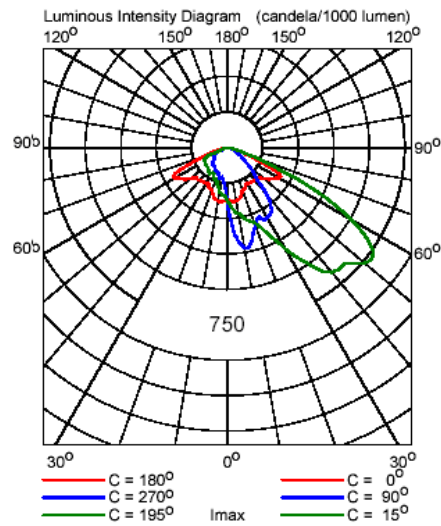 Luminous Intensity Diagram (candela/1000 lumen)
120° 150° 180° 150° 120°
90° 90°
60° 60°
750
30° 0° 30°
C = 180° C = 0°
C = 270° C = 90°
C = 195° Imax C = 15°